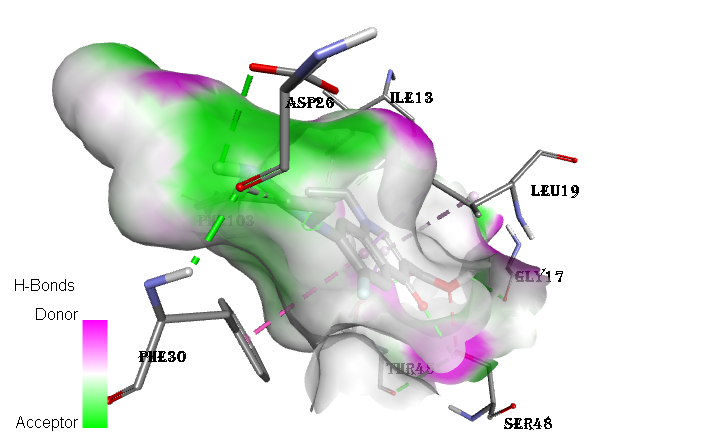 ASP26
ILE13
LEU19
GLY17
H-Bonds
Donor
PHE30
SER48
Acceptor